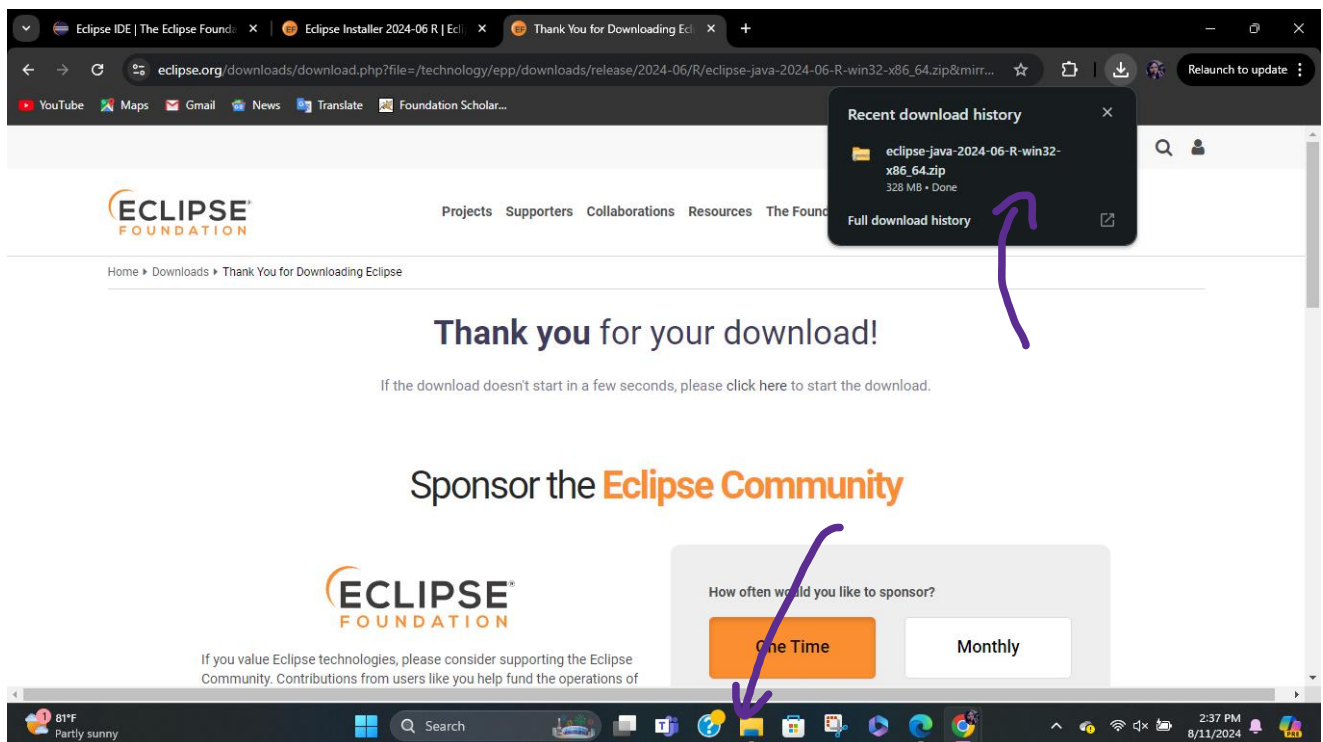 Eclipse IDE | The Eclipse Founda
Eclipse Installer 2024-06 R | Ecli
Thank You for Downloading Ecl
eclipse.org/downloads/download.php?file=/technology/epp/downloads/release/2024-06/R/eclipse-java-2024-06-R-win32-x86_64.zip&mirr...
Relaunch to update
YouTube
Maps
Gmail
News
Translate
Foundation Scholar...
Recent download history
eclipse-java-2024-06-R-win32-
x86_64.zip
328 MB • Done
Full download history
ECLIPSE
FOUNDATION
Projects Supporters Collaborations Resources The Found
Home Downloads Thank You for Downloading Eclipse
Thank you for your download!
If the download doesn't start in a few seconds, please click here to start the download.
Sponsor the Eclipse Community
ECLIPSE
FOUNDATION
If you value Eclipse technologies, please consider supporting the Eclipse
Community. Contributions from users like you help fund the operations of
How often would you like to sponsor?
One Time
Monthly
1
81°F
Partly sunny
Search
2:37 PM
8/11/2024
PRE